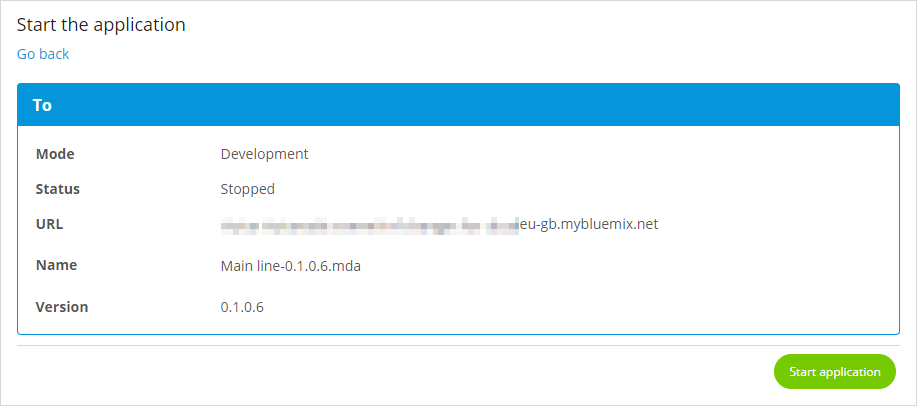 Start the application
Go back
To
Mode Development
Status Stopped
URL eu-gb.mybluemix.net
Name Main line-0.1.0.6.mda
Version 0.1.0.6
Start application